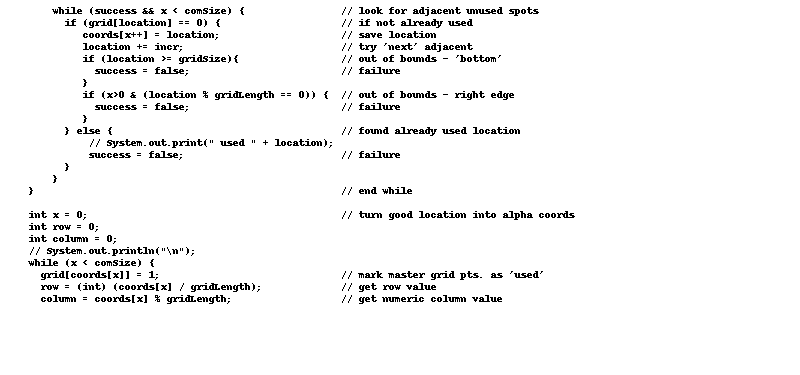 while (success && x < comSize) { // look for adjacent unused spots
if (grid[location] == 0) { // if not already used
coords[x++] = location; // save location
location += incr; // try 'next' adjacent
if (location >= gridSize){ // out of bounds - 'bottom'
success = false; // failure
}
if (x>0 & (location % gridLength == 0)) { // out of bounds - right edge
success = false; // failure
}
} else { // found already used location
// System.out.print(" used " + location);
success = false; // failure
}
}
} // end while
int x = 0; // turn good location into alpha coords
int row = 0;
int column = 0;
// System.out.println("\n");
while (x < comSize) {
grid[coords[x]] = 1; // mark master grid pts. as 'used'
row = (int) (coords[x] / gridLength); // get row value
column = coords[x] % gridLength; // get numeric column value